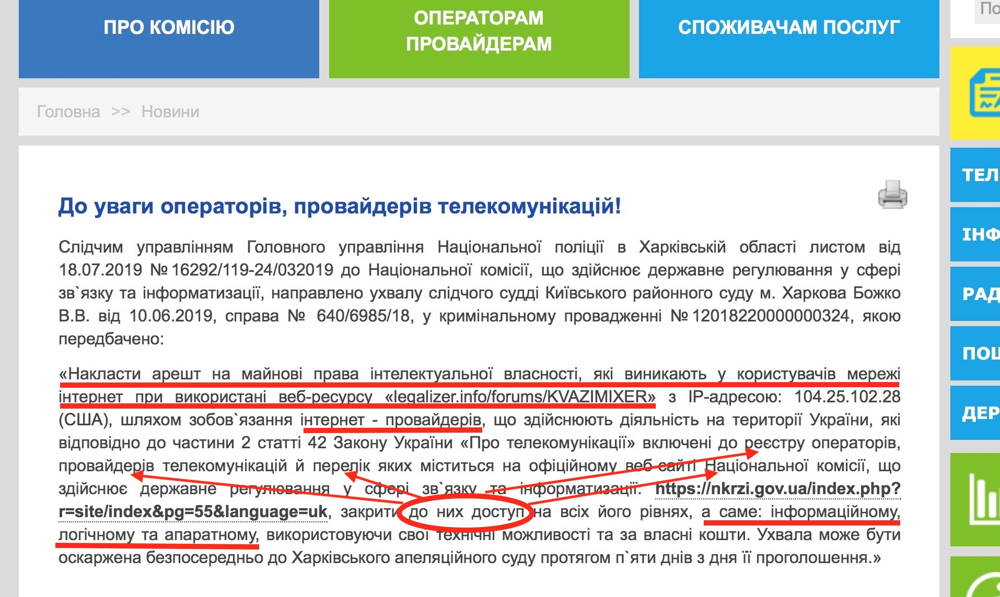 ПРО КОМІСІЮ
ОПЕРАТОРАМ
ПРОВАЙДЕРАМ
СПОЖИВАЧАМ ПОСЛУГ
По
Головна >> Новини
ТЕЛ
ІНФ
РАД
ПОШ
ДЕР
До уваги операторів, провайдерів телекомунікацій!
Слідчим управлінням Головного управління Національної поліції в Харківській області листом від
18.07.2019 №16292/119-24/032019 до Національної комісії, що здійснює державне регулювання у сфері
зв`язку та інформатизації, направлено ухвалу слідчого судді Київського районного суду м. Харкова Божко
В.В. від 10.06.2019, справа № 640/6985/18, у кримінальному провадженні №12018220000000324, якою
передбачено:
«Накласти арешт на майнові права інтелектуальної власності, які виникають у користувачів мережі
інтернет при використані веб-ресурсу «legalizer.info/forums/KVAZIMIXER» з IP-адресою: 104.25.102.28
(США), шляхом зобов`язання інтернет - провайдерів, що здійснюють діяльність на території України, які
відповідно до частини 2 статті 42 Закону України «Про телекомунікації» включені до реєстру операторів,
провайдерів телекомунікацій й перелік яких міститься на офіційному веб-сайті Національної комісії, що
здійснює державне регулювання у сфері зв`язку та інформатизації: https://nkrzi.gov.ua/index.php?
r=site/index&pg=55&language=uk, закрити до них доступ на всіх його рівнях, а саме: інформаційному,
логічному та апаратному, використовуючи свої технічні можливості та за власні кошти. Ухвала може бути
оскаржена безпосередньо до Харківського апеляційного суду протягом п`яти днів з дня її проголошення.»